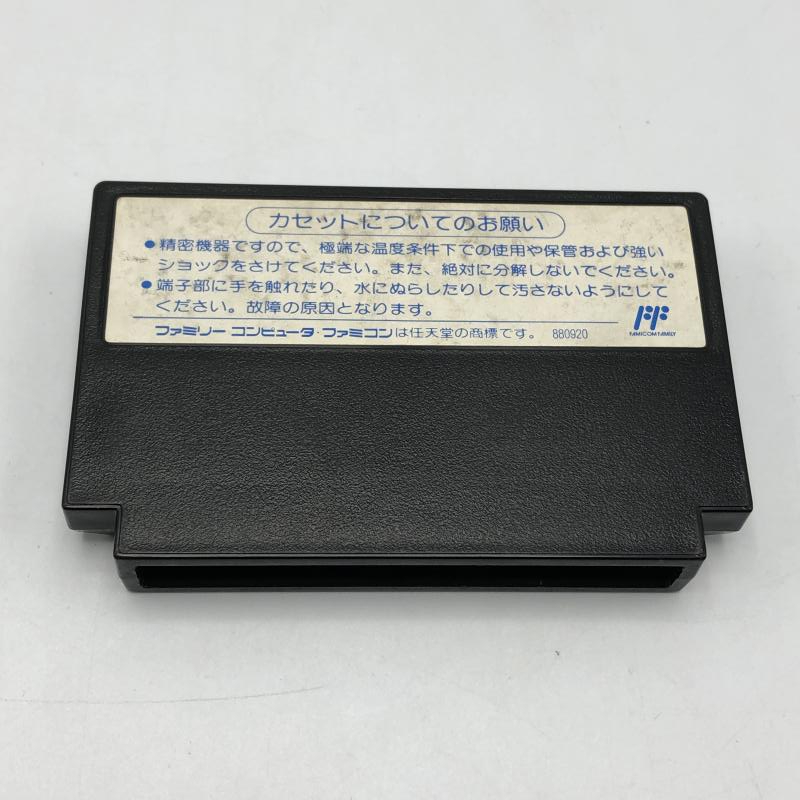 カセットについてのお願い
●精密機器ですので、極端な温度条件下での使用や保管および強い
ショックをさけてください。また、絶対に分解しないでください。
●端子部に手を触れたり、水にぬらしたりして汚さないようにして
ください。故障の原因となります。
ファミリー コンピュータ・ファミコンは任天堂の商標です。 880920
FAMICOM FAMILY